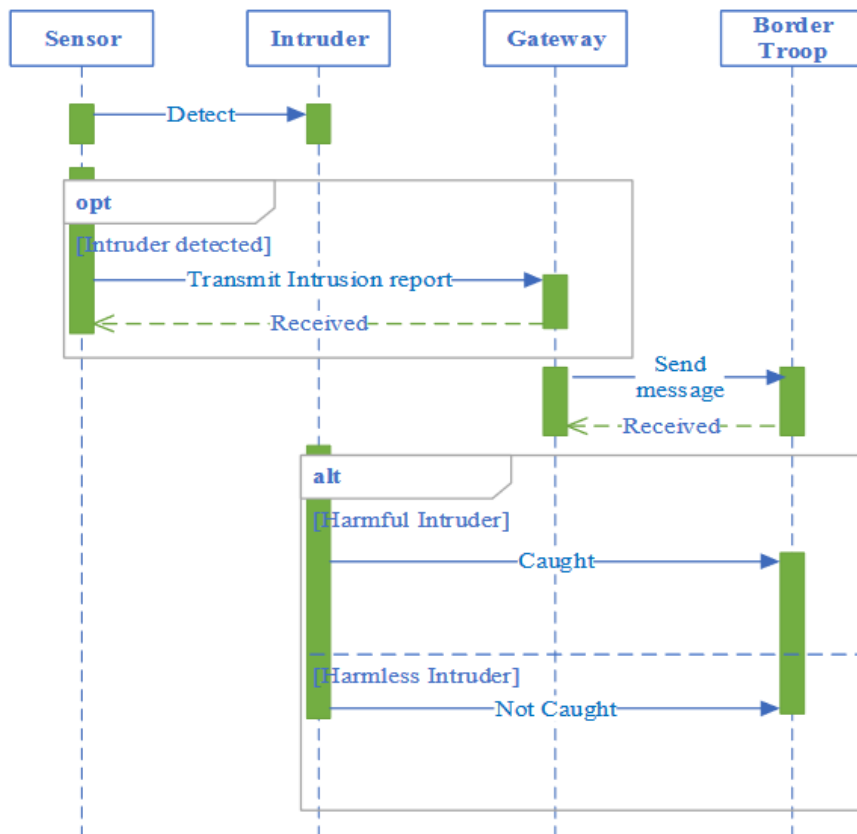 Sensor
Intruder
Gateway
Border
Troop
Detect
opt
[Intruder detected]
Transmit Intrusion report
Received
Send
message
Received
alt
[Harmful Intruder]
Caught
[Harmless Intruder]
Not Caught